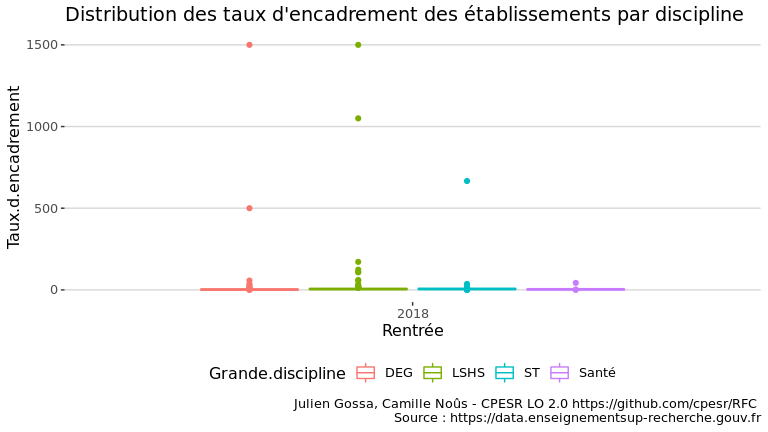 Distribution des taux d'encadrement des établissements par discipline
Taux.d.encadrement
1500
1000
500
0
2018
Rentrée
Grande.discipline DEG LSHS ST Santé
Julien Gossa, Camille Noûs - CPESR LO 2.0 https://github.com/cpesr/RFC
Source : https://data.enseignementsup-recherche.gouv.fr